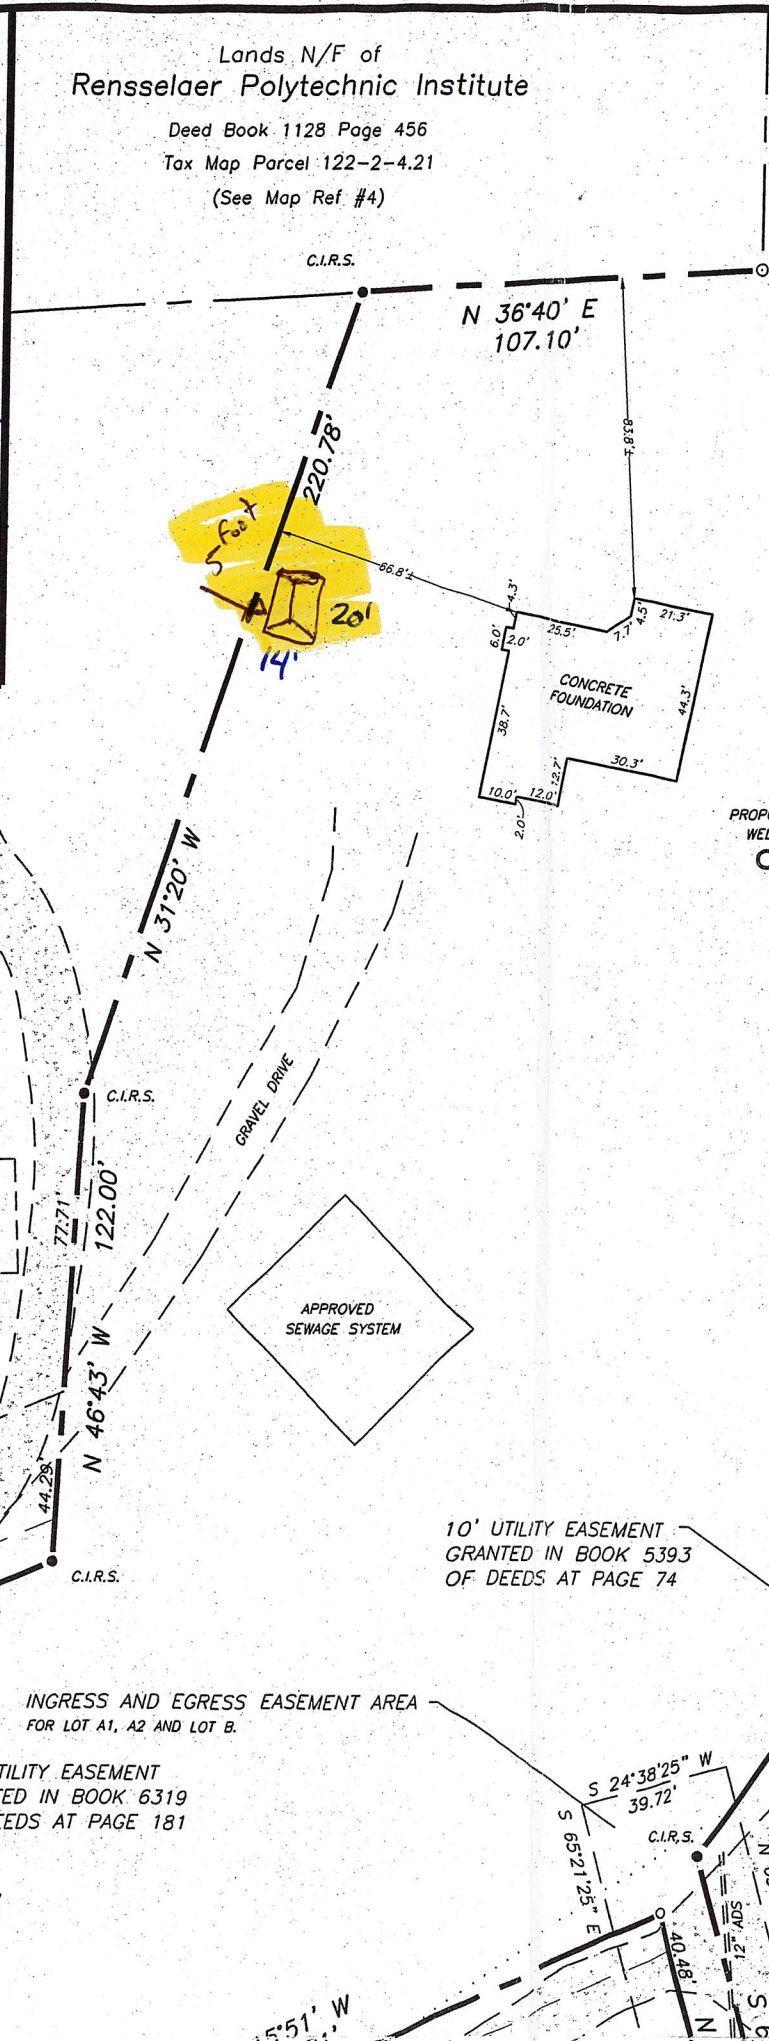 Lands N/F of
Rensselaer Polytechnic Institute
Deed Book 1128 Page 456
Tax Map Parcel 122-2-4.21
(See Map Ref #4)
C.I.R.S.
N 36°40' E
107.10'
220.78'
83.8'±
5 foot
66.8'±
20'
14'
4.3'
6.0'
2.0'
25.5'
7.7'
4.5'
21.3'
CONCRETE
FOUNDATION
38.7'
44.3'
30.3'
12.7'
10.0'
12.0'
2.0'
N 31°20' W
GRAVEL DRIVE
C.I.R.S.
77.71'
122.00'
APPROVED
SEWAGE SYSTEM
N 46°43' W
44.29'
C.I.R.S.
10' UTILITY EASEMENT
GRANTED IN BOOK 5393
OF DEEDS AT PAGE 74
INGRESS AND EGRESS EASEMENT AREA
FOR LOT A1, A2 AND LOT B.
TILITY EASEMENT
TED IN BOOK 6319
EEDS AT PAGE 181
S 24°38'25" W
39.72'
S 65°21'25" E
C.I.R.S.
12" ADS
40.48'
5°51' W
N
S 6